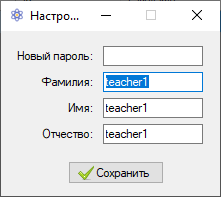 Настро...
Новый пароль:
Фамилия: teacher1
Имя: teacher1
Отчество: teacher1
Сохранить